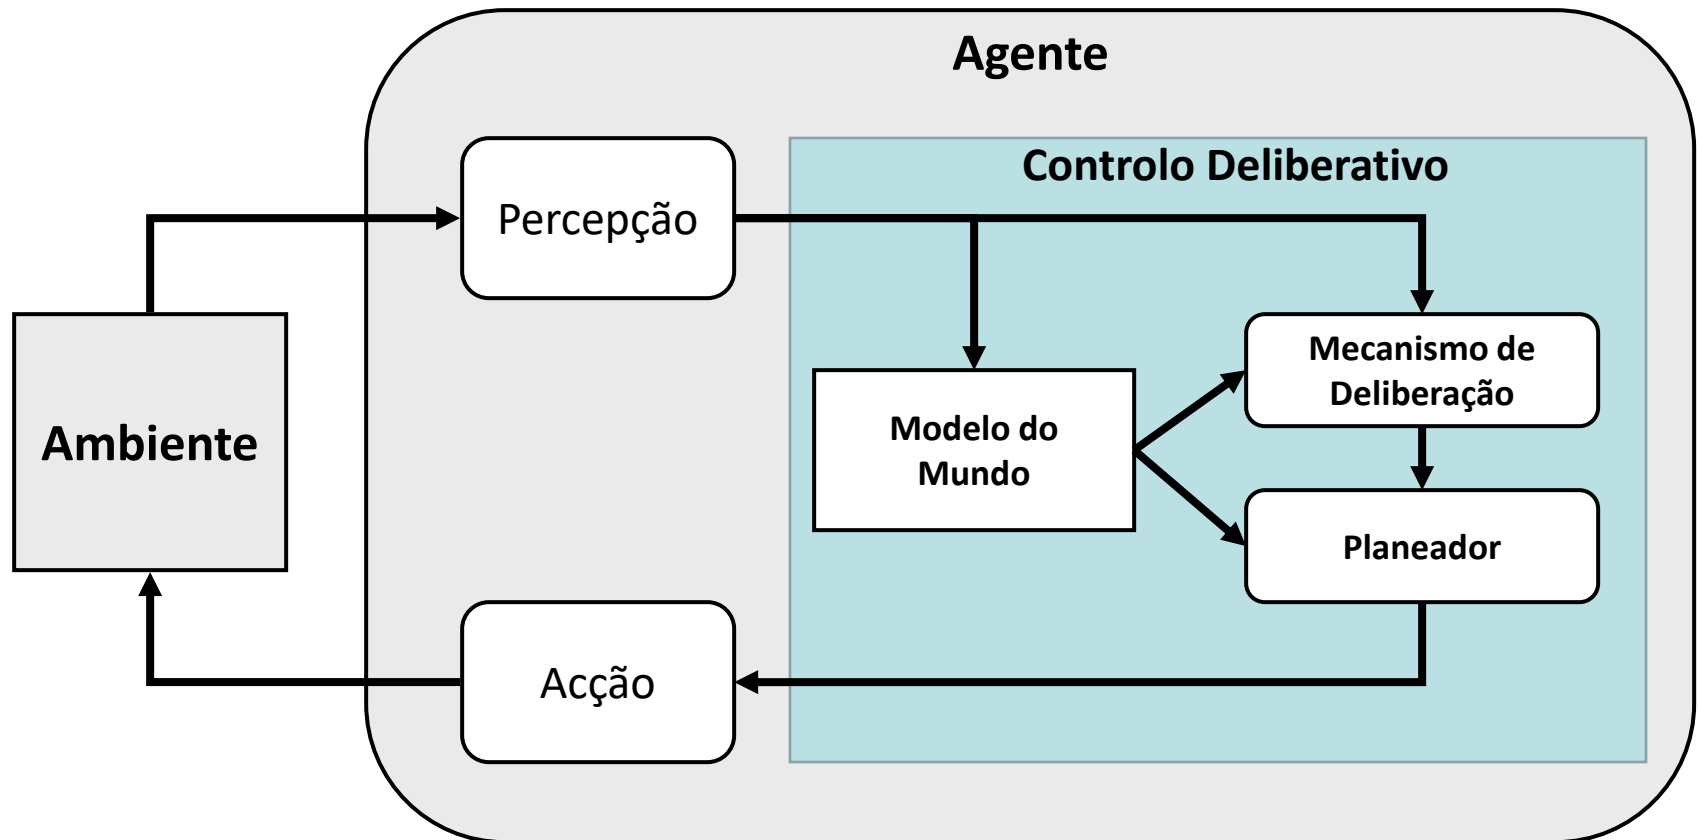 Agente
Controlo Deliberativo
Percepção
Mecanismo de
Deliberação
Ambiente
Modelo do
Mundo
Planeador
Acção